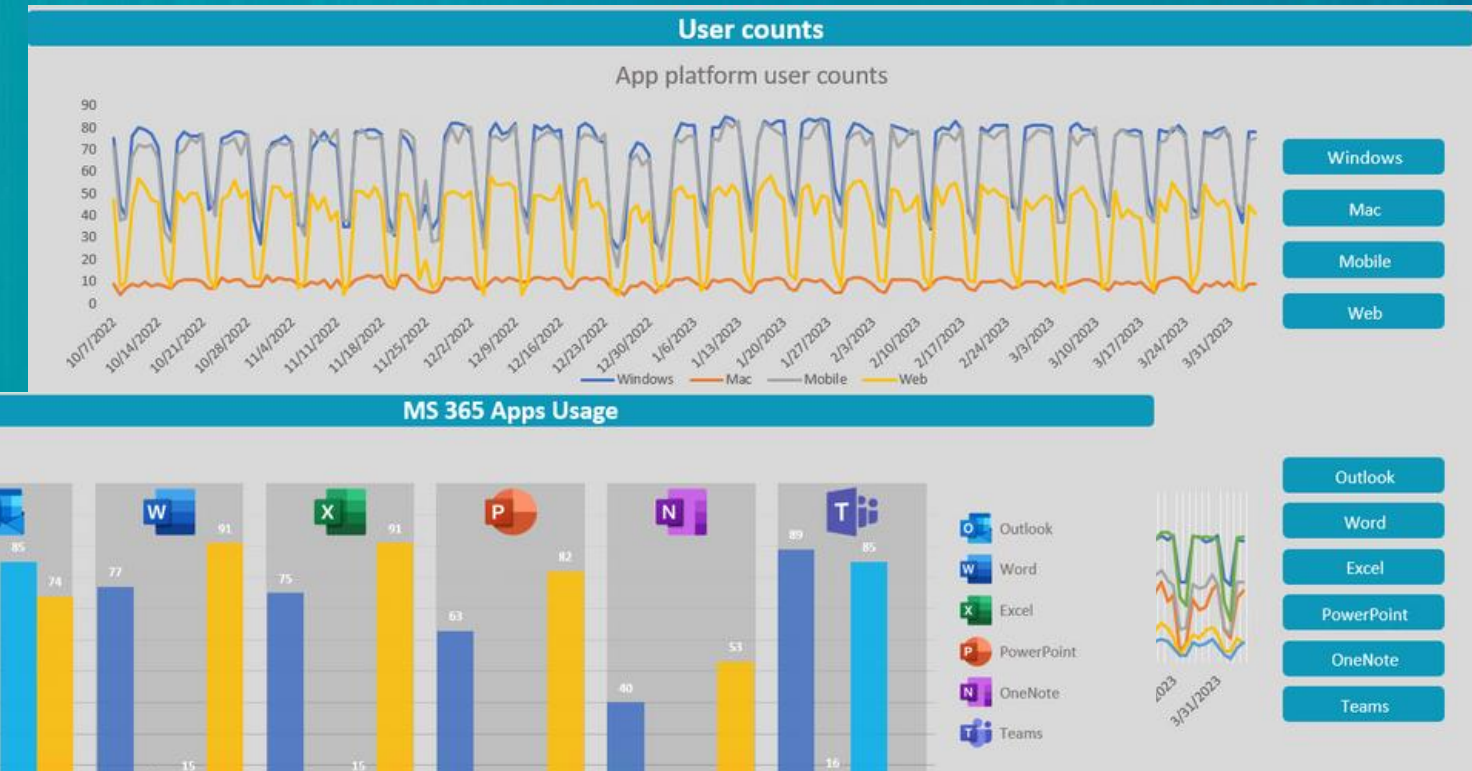 User counts
App platform user counts
90
80
70
60
50
40
30
20
10
0
Windows
Mac
Mobile
Web
10/7/2022
10/14/2022
10/21/2022
10/28/2022
11/4/2022
11/11/2022
11/18/2022
11/25/2022
12/2/2022
12/9/2022
12/16/2022
12/23/2022
12/30/2022
1/6/2023
1/13/2023
1/20/2023
1/27/2023
2/3/2023
2/10/2023
2/17/2023
2/24/2023
3/3/2023
3/10/2023
3/17/2023
3/24/2023
3/31/2023
Windows Mac Mobile Web
MS 365 Apps Usage
W X P N T
85 74
77 91
75 91
63 82
40 53
89 85
15
15
16
O Outlook
W Word
X Excel
P PowerPoint
N OneNote
T Teams
2023
3/31/2023
Outlook
Word
Excel
PowerPoint
OneNote
Teams